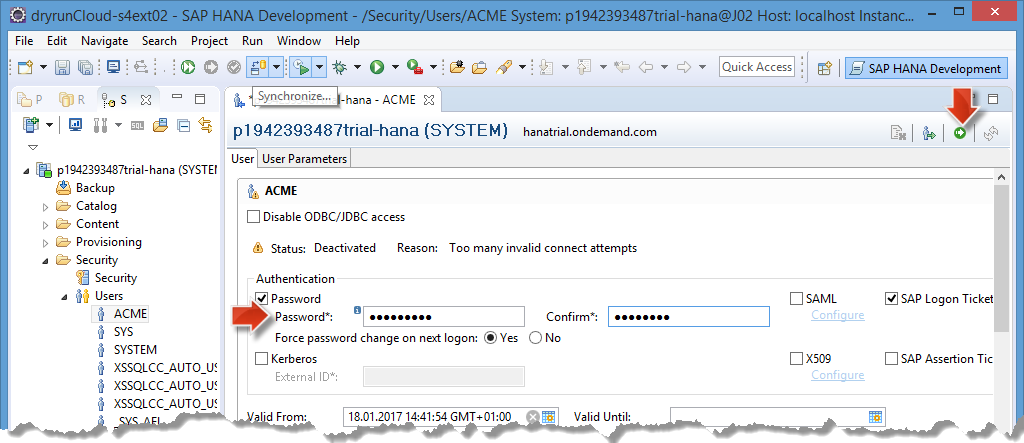 dryrunCloud-s4ext02 - SAP HANA Development - /Security/Users/ACME System: p1942393487trial-hana@J02 Host: localhost Instanc...
File Edit Navigate Search Project Run Window Help
Quick Access SAP HANA Development
P R S
Synchronize... l-hana - ACME
p1942393487trial-hana (SYSTEM) hanatrial.ondemand.com
User User Parameters
p1942393487trial-hana (SYSTEM
Backup
Catalog
Content
Provisioning
Security
Security
Users
ACME
SYS
SYSTEM
XSSQLCC_AUTO_US
XSSQLCC_AUTO_US
XSSQLCC_AUTO_US
_SYS_AFL
ACME
Disable ODBC/JDBC access
Status: Deactivated Reason: Too many invalid connect attempts
Authentication
Password SAML SAP Logon Ticket
Password*: ●●●●●●●●● Confirm*: ●●●●●●●● Configure
Force password change on next logon: Yes No
Kerberos X509 SAP Assertion Tic
External ID*: Configure
Valid From: 18.01.2017 14:41:54 GMT+01:00 Valid Until: